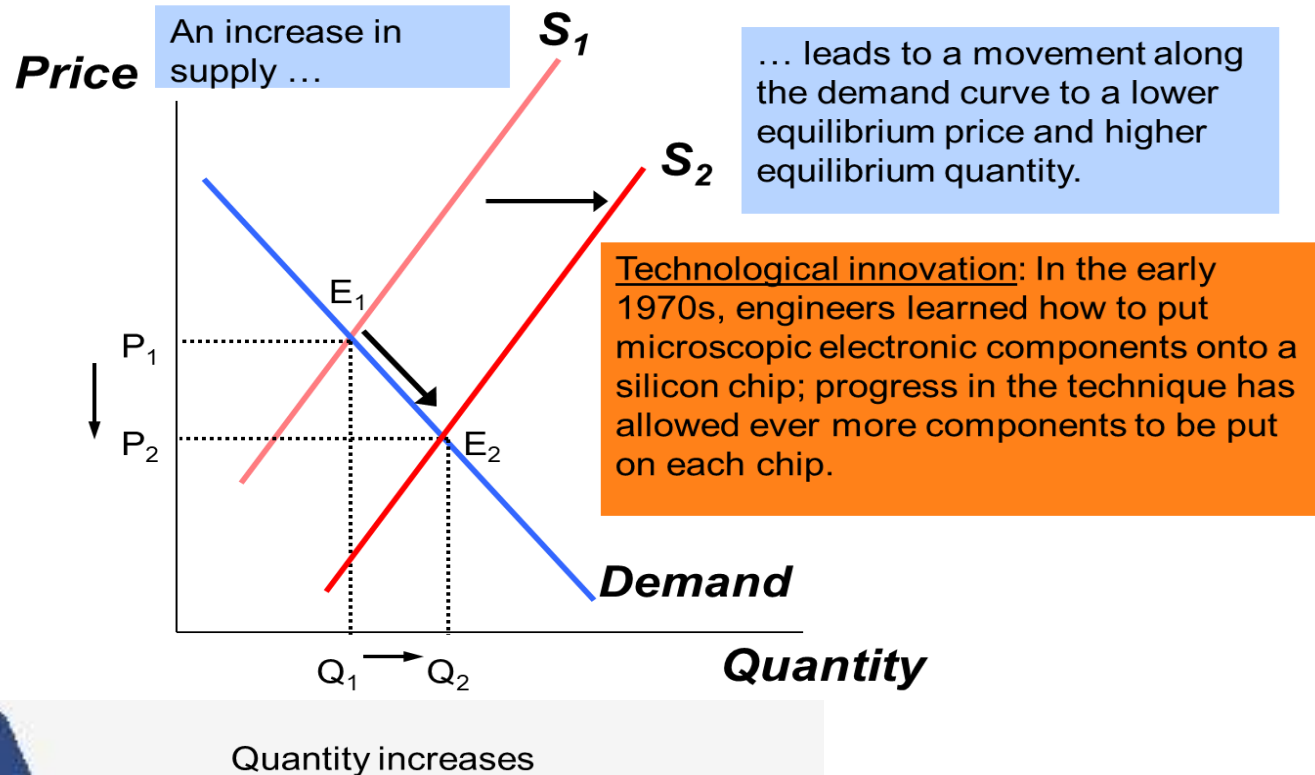 An increase in
supply …
Price
S₁
… leads to a movement along
the demand curve to a lower
equilibrium price and higher
equilibrium quantity.
S₂
Technological innovation: In the early
1970s, engineers learned how to put
microscopic electronic components onto a
silicon chip; progress in the technique has
allowed ever more components to be put
on each chip.
E₁
P₁
P₂
E₂
Demand
Q₁
Q₂
Quantity
Quantity increases